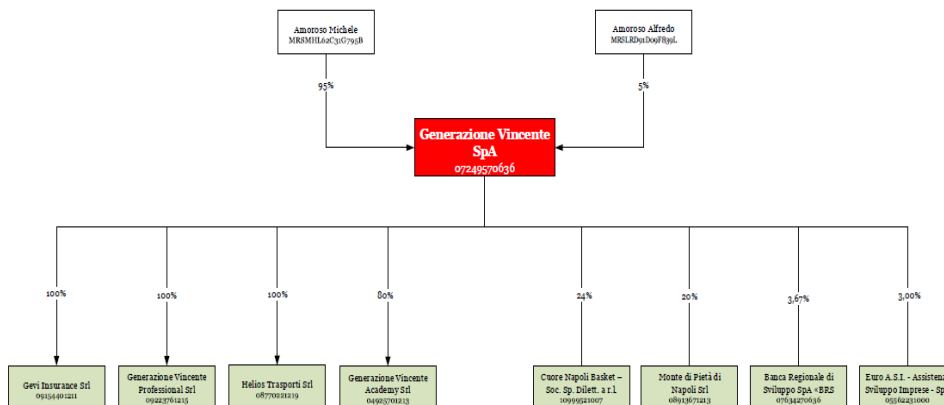 Amoroso Michele
MRSMHL62C31G795B
Amoroso Alfredo
MRSLRD91D09F839L
95%
5%
Generazione Vincente
SpA
07249570636
100%
100%
100%
80%
24%
20%
3,67%
3,00%
Gevi Insurance Srl
09154401211
Generazione Vincente
Professional Srl
09223761215
Helios Trasporti Srl
08770221219
Generazione Vincente
Academy Srl
04925701213
Cuore Napoli Basket –
Soc. Sp. Dilett. a r.l.
10999521007
Monte di Pietà di
Napoli Srl
08913671213
Banca Regionale di
Sviluppo SpA «BRS
07634270636
Euro A.S.I. - Assisten
Sviluppo Imprese - Sp
05562231000